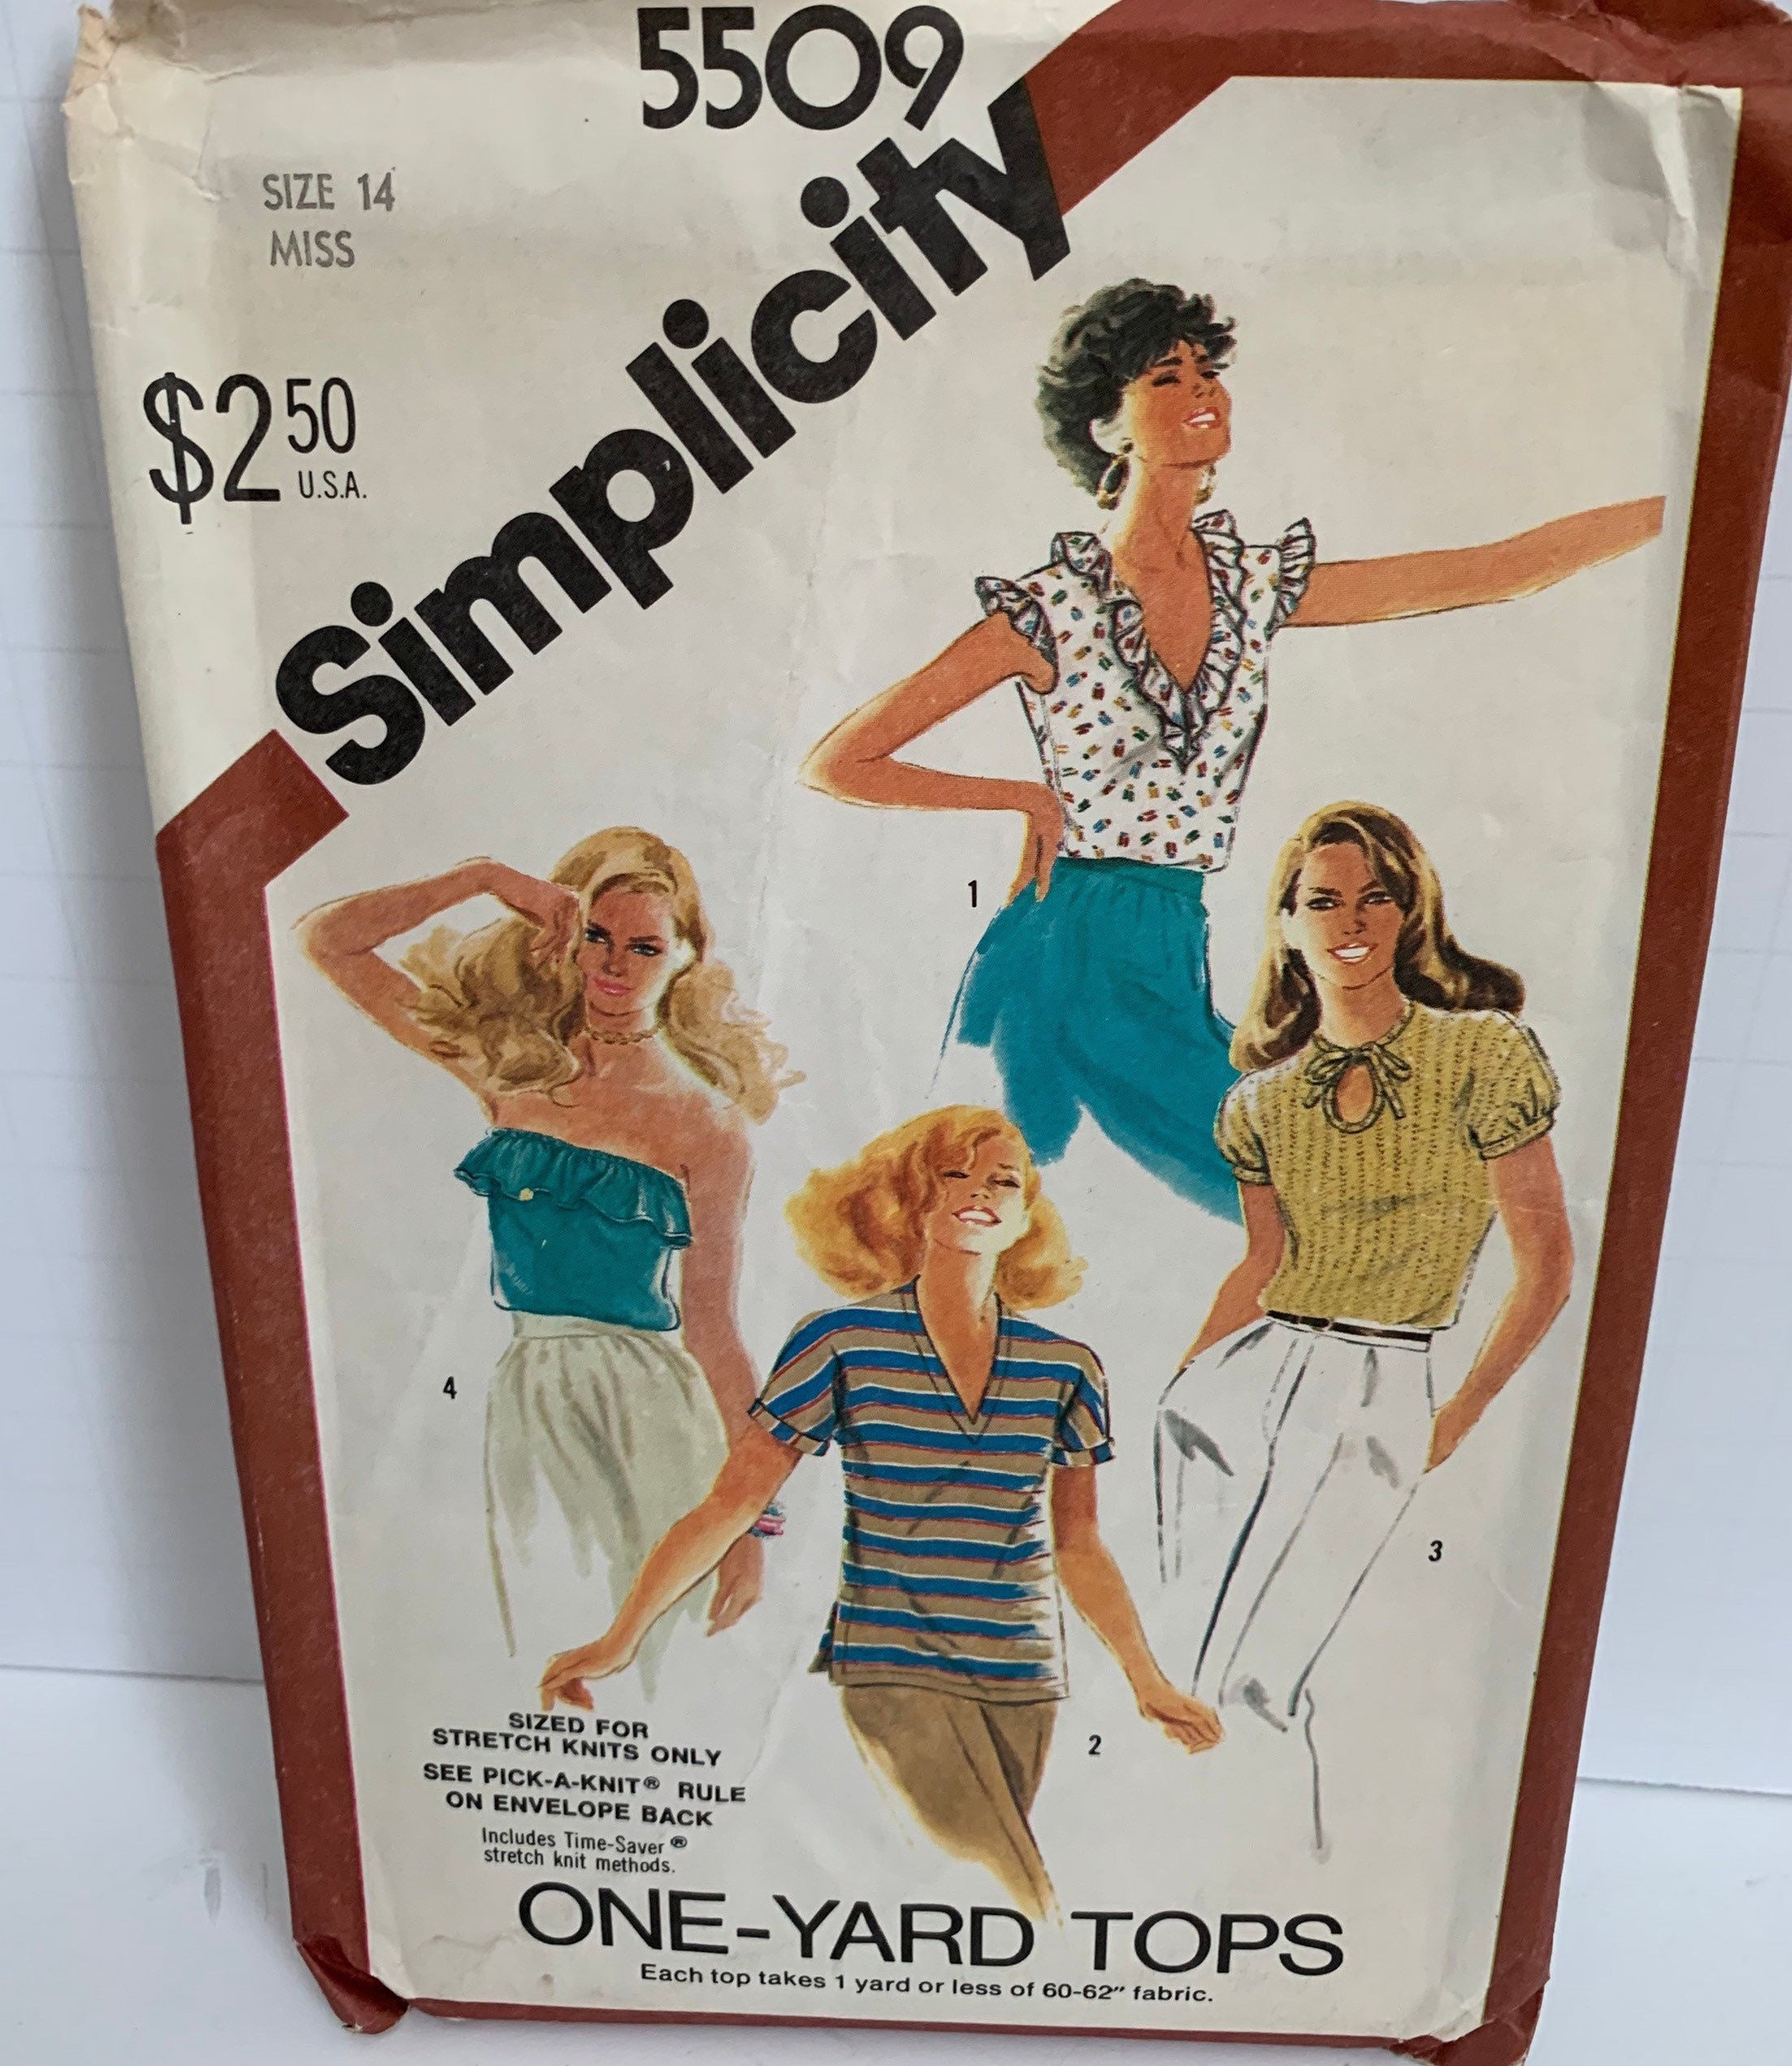 5509
SIZE 14
MISS
$2 50
U.S.A.
Simplicity
1
4
3
2
SIZED FOR
STRETCH KNITS ONLY
SEE PICK-A-KNIT® RULE
ON ENVELOPE BACK
Includes Time-Saver®
stretch knit methods.
ONE-YARD TOPS
Each top takes 1 yard or less of 60-62" fabric.